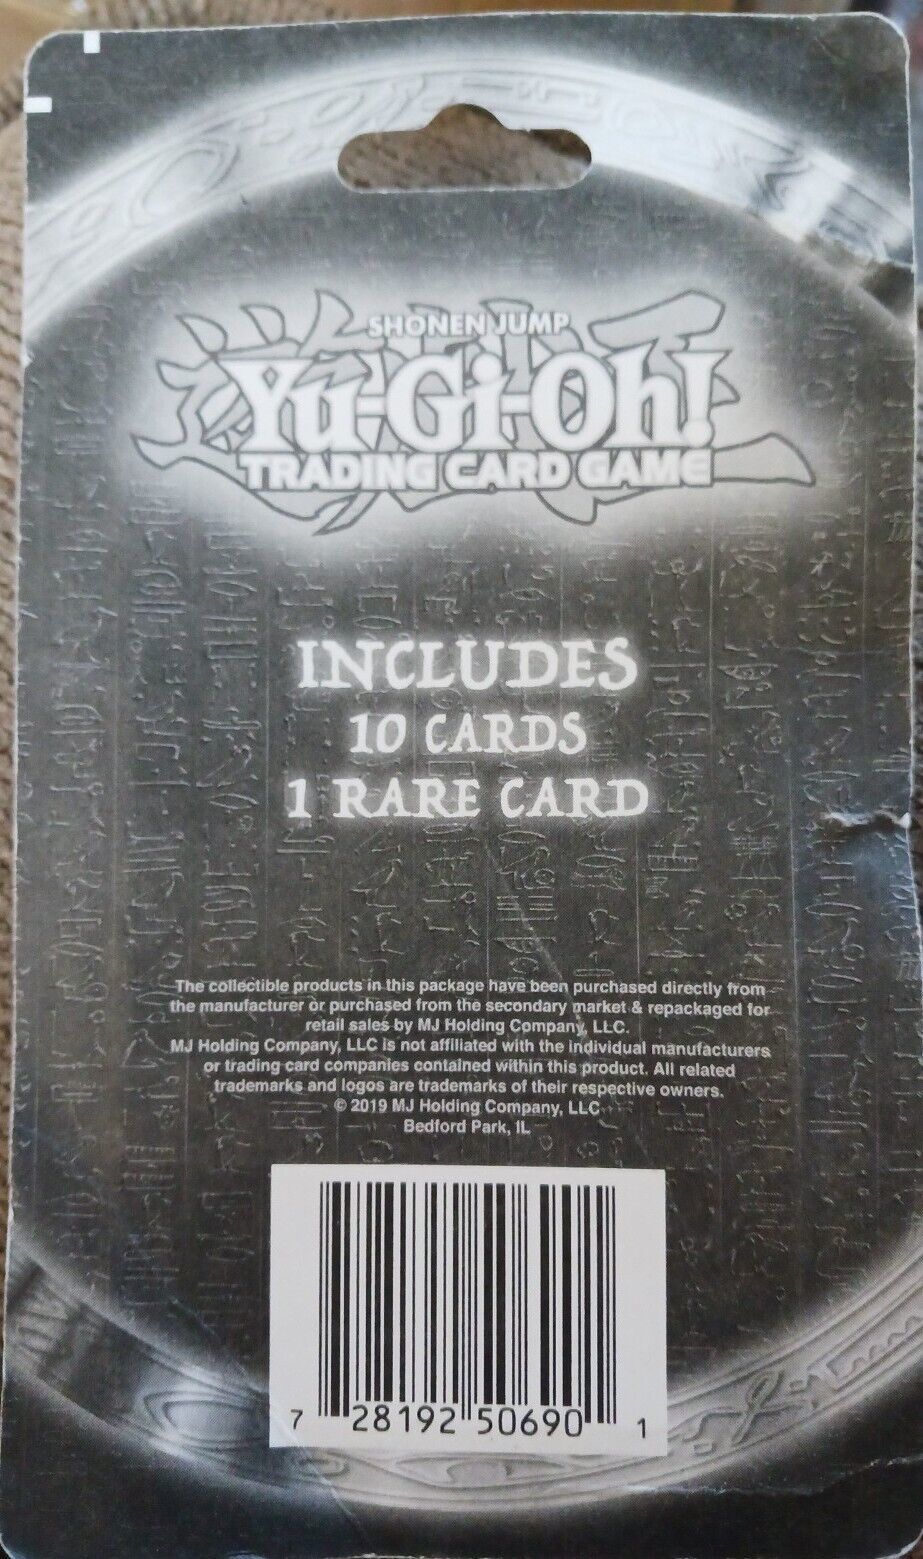 SHONEN JUMP
Yu-Gi-Oh!
TRADING CARD GAME
INCLUDES
10 CARDS
1 RARE CARD
The collectible products in this package have been purchased directly from
the manufacturer or purchased from the secondary market & repackaged for
retail sales by MJ Holding Company, LLC.
MJ Holding Company, LLC is not affiliated with the individual manufacturers
or trading card companies contained within this product. All related
trademarks and logos are trademarks of their respective owners.
© 2019 MJ Holding Company, LLC
Bedford Park, IL
7 28192 50690 1